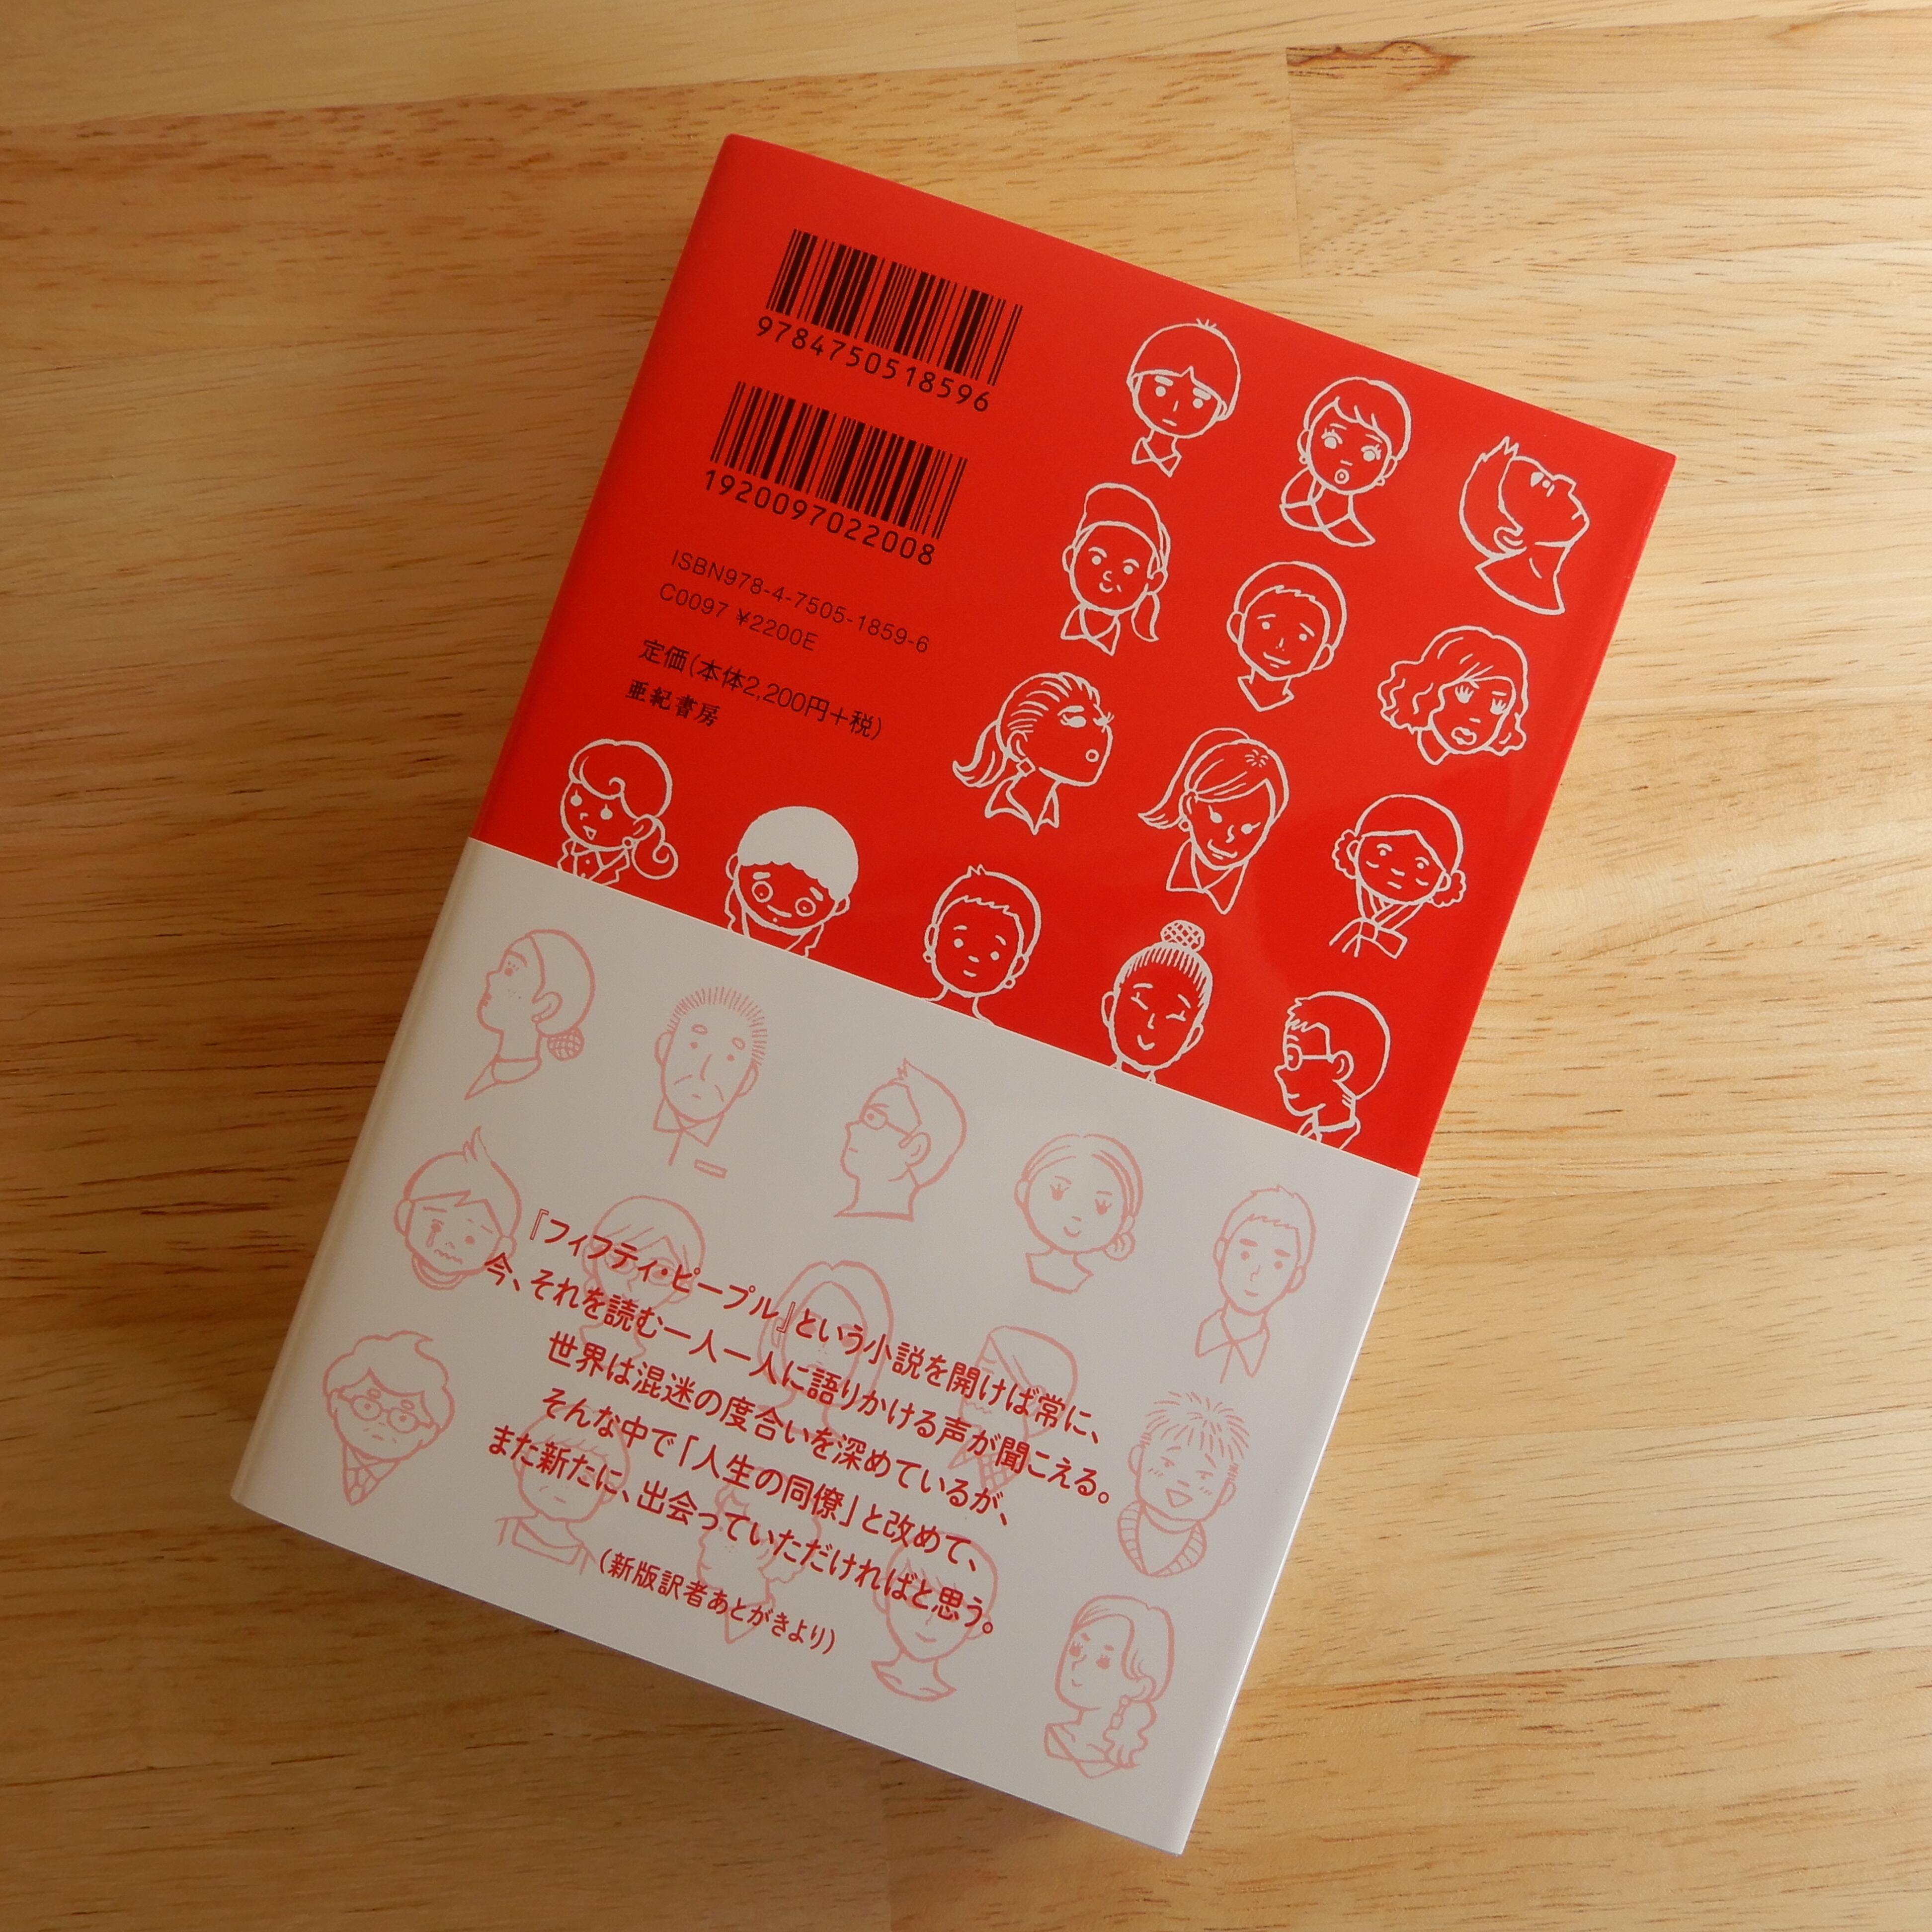 9784750518596
1920097022008
ISBN978-4-7505-1859-6
C0097 ¥2200E
定価(本体2,200円+税)
亜紀書房
『フィフティ・ピープル』という小説を開けば常に、
今、それを読む一人一人に語りかける声が聞こえる。
世界は混迷の度合いを深めているが、
そんな中で「人生の同僚」と改めて、
また新たに、出会っていただければと思う。
(新版訳者あとがきより)